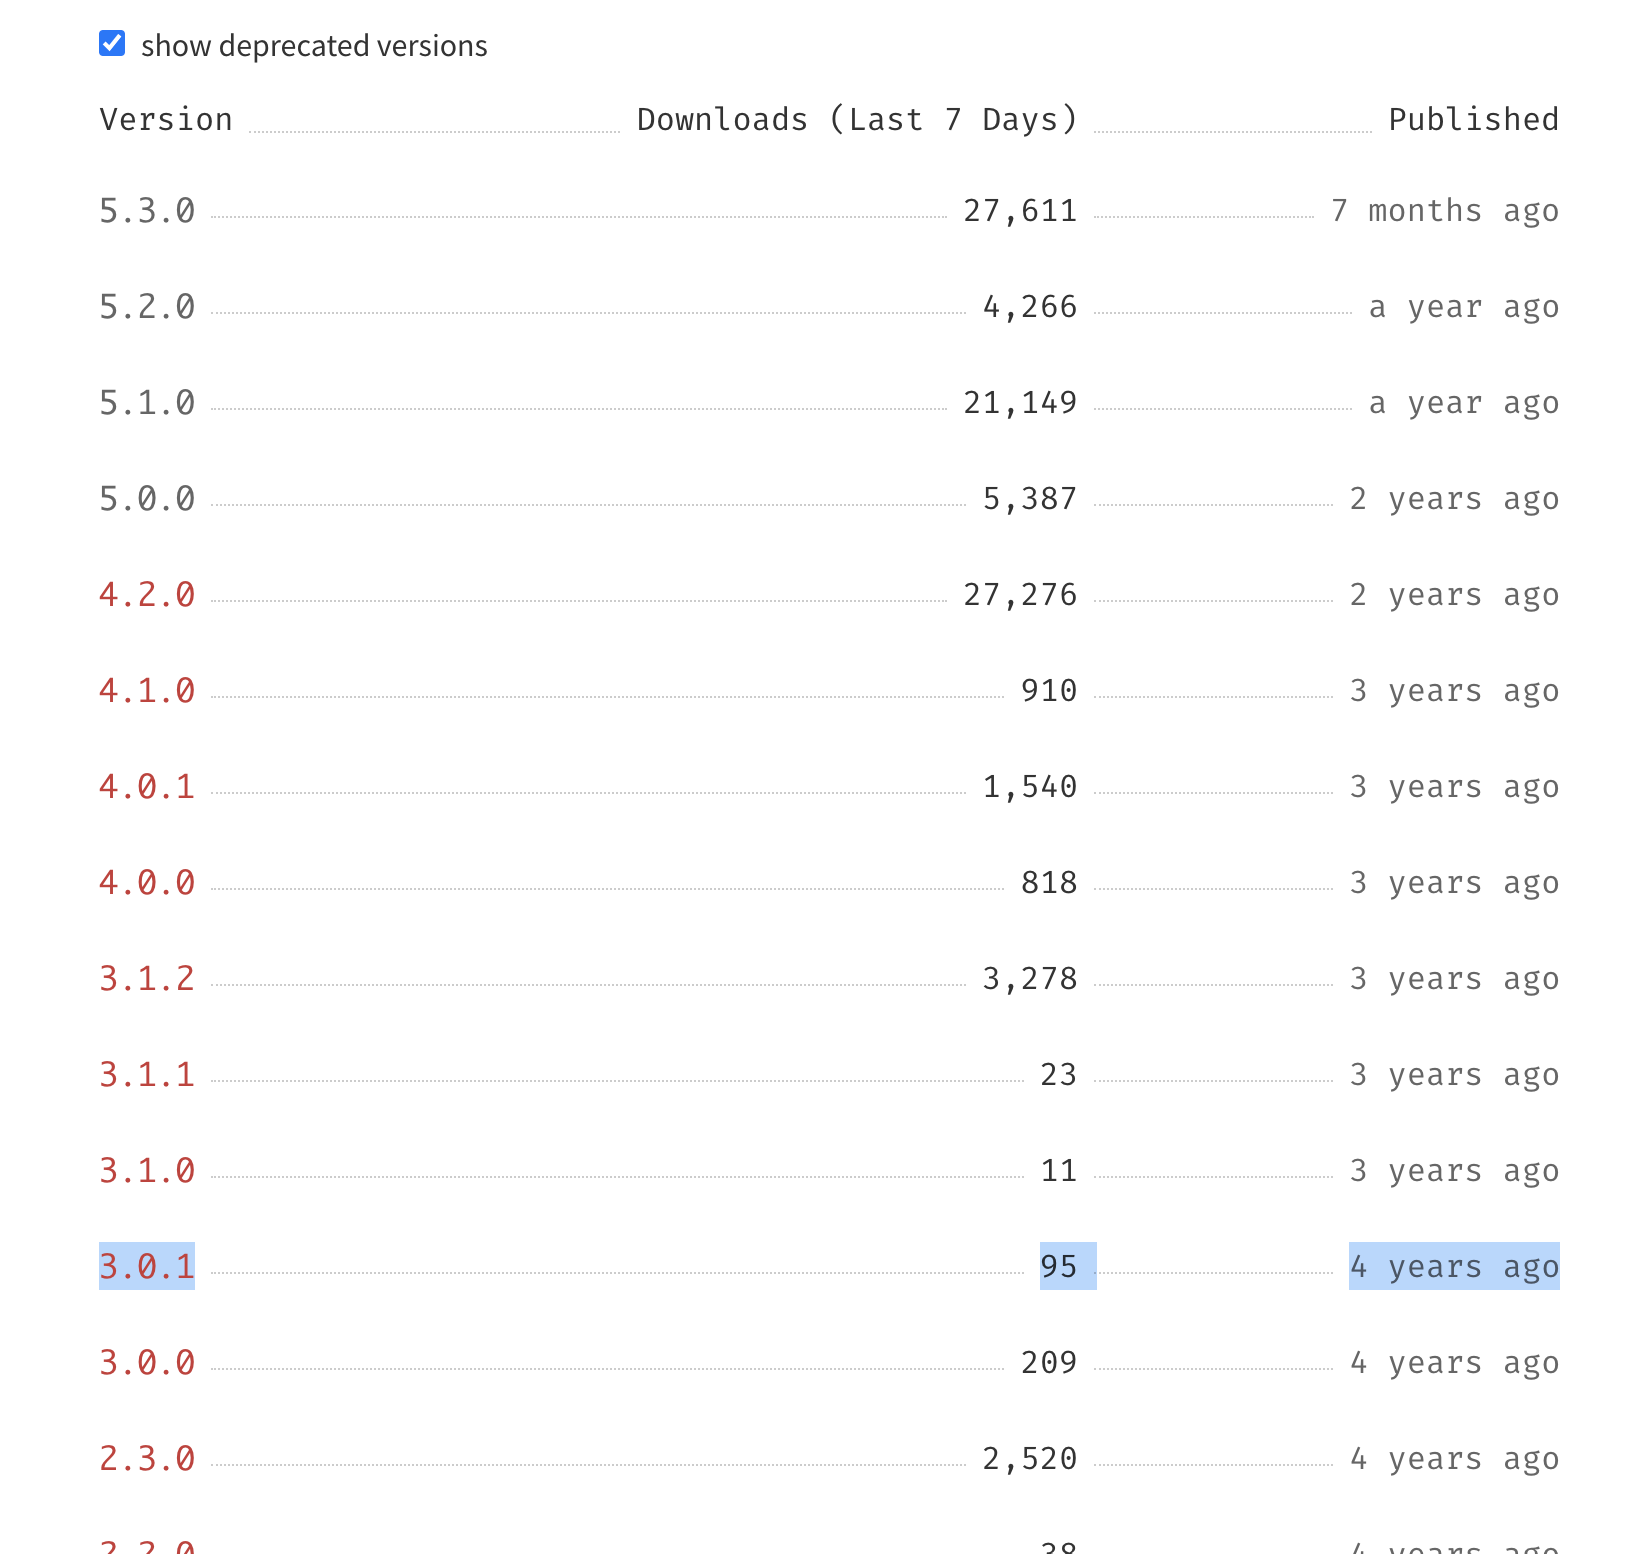 show deprecated versions
Version Downloads (Last 7 Days) Published
5.3.0 27,611 7 months ago
5.2.0 4,266 a year ago
5.1.0 21,149 a year ago
5.0.0 5,387 2 years ago
4.2.0 27,276 2 years ago
4.1.0 910 3 years ago
4.0.1 1,540 3 years ago
4.0.0 818 3 years ago
3.1.2 3,278 3 years ago
3.1.1 23 3 years ago
3.1.0 11 3 years ago
3.0.1 95 4 years ago
3.0.0 209 4 years ago
2.3.0 2,520 4 years ago